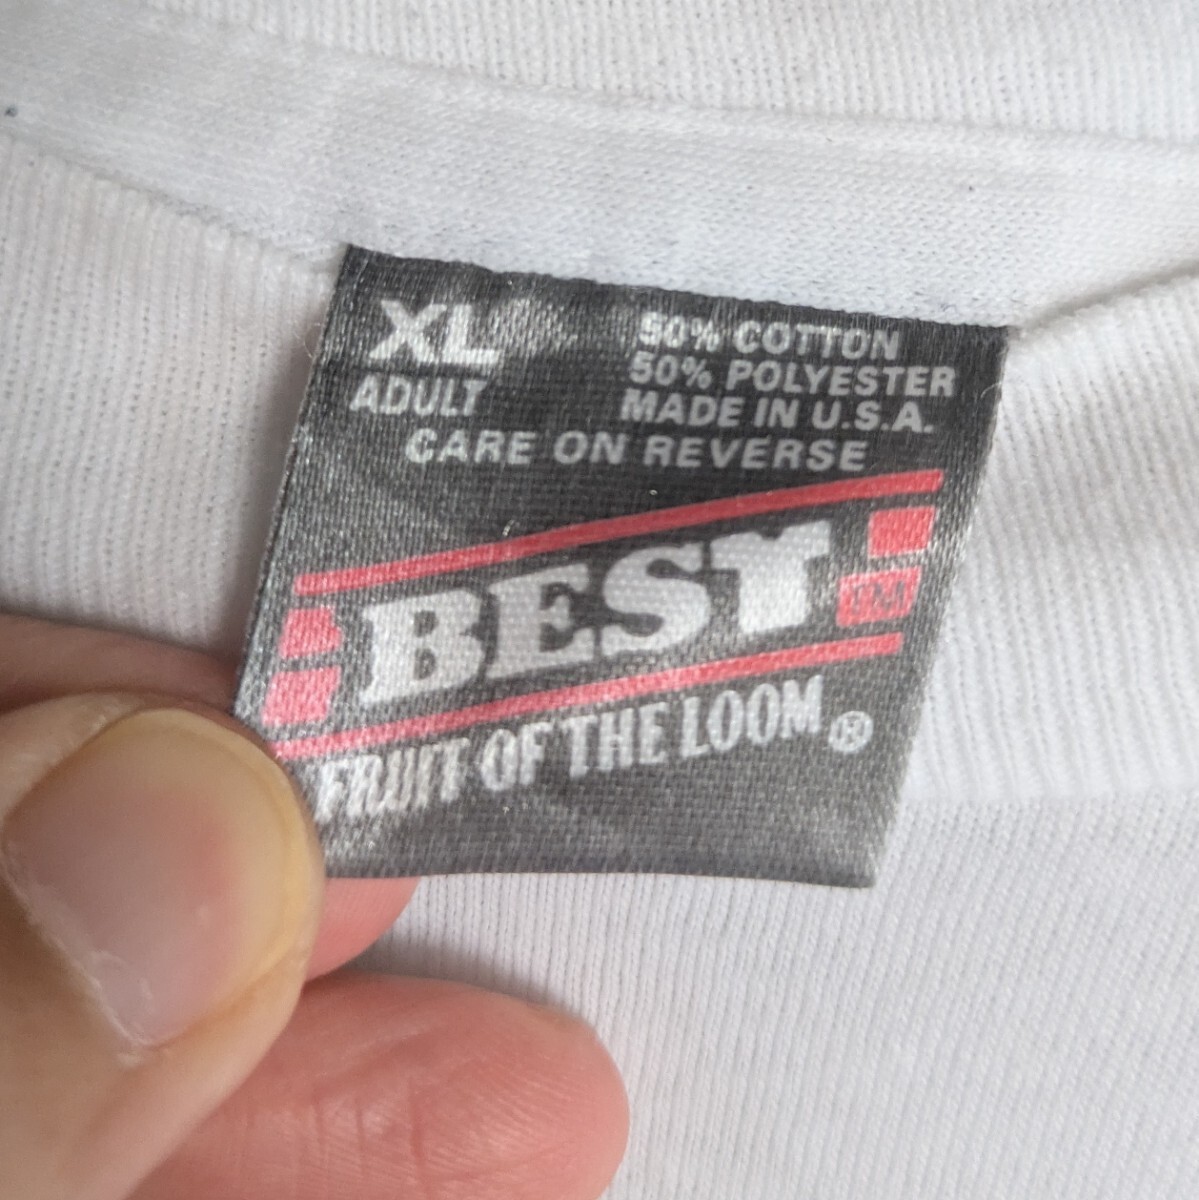 XL
ADULT
50% COTTON
50% POLYESTER
MADE IN U.S.A.
CARE ON REVERSE
BEST TM
FRUIT OF THE LOOM ®